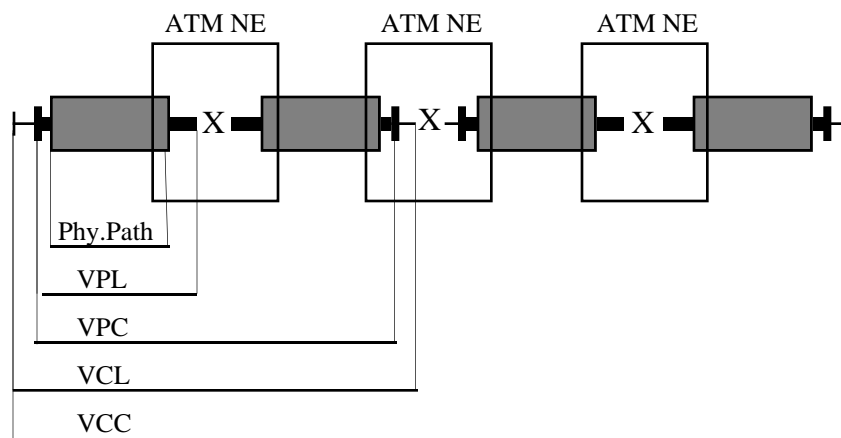 ATM NE ATM NE ATM NE
X X X
Phy.Path
VPL
VPC
VCL
VCC